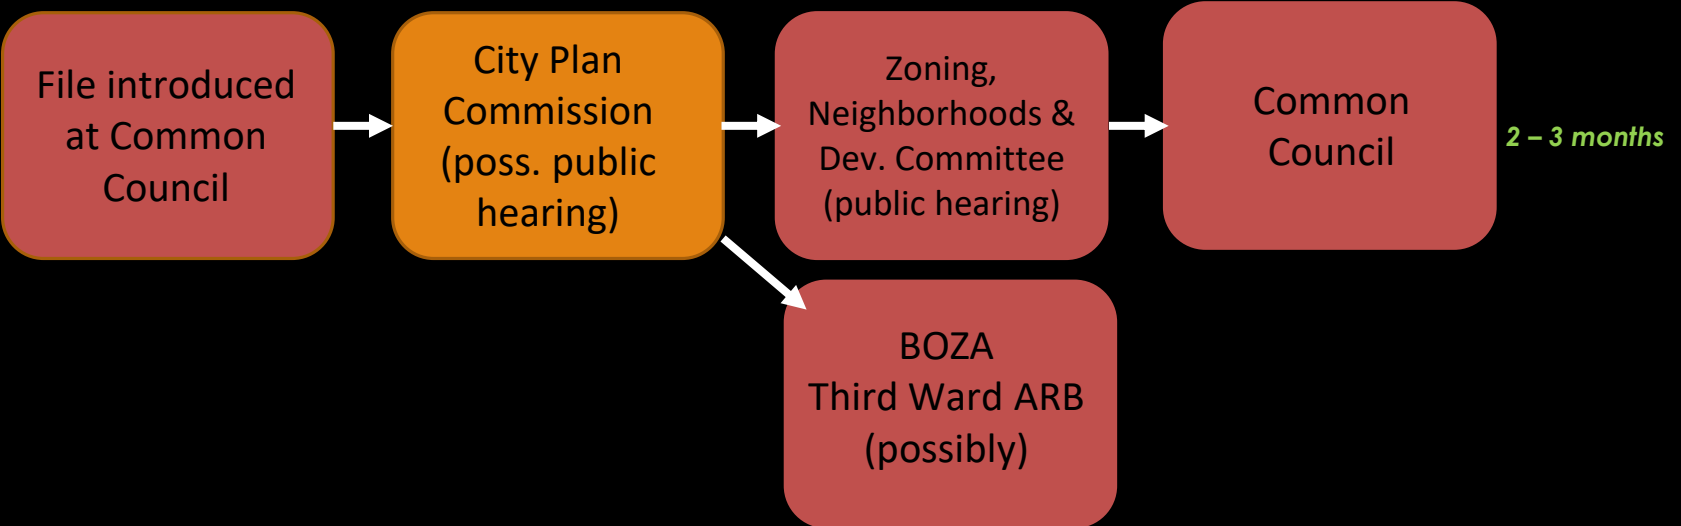 File introduced
at Common
Council
City Plan
Commission
(poss. public
hearing)
Zoning,
Neighborhoods &
Dev. Committee
(public hearing)
Common
Council
2 – 3 months
BOZA
Third Ward ARB
(possibly)